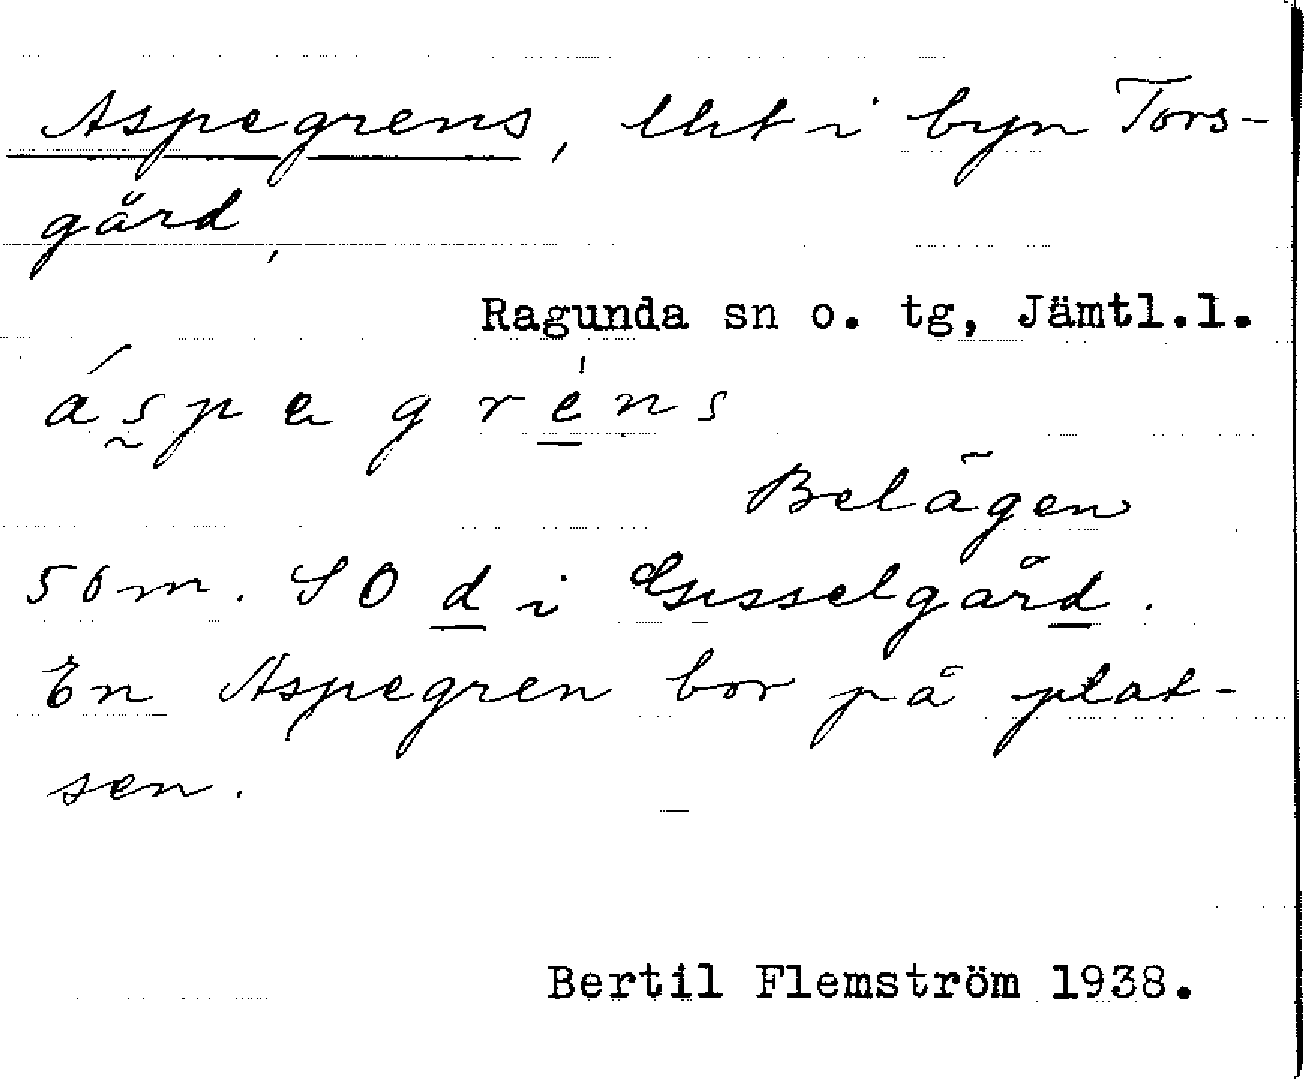 Aspegrens, lht i byn Tors-
gård,
Ragunda sn o. tg, Jämtl.l.
áspegréns
Belägen
50 m. SO d i Gisselgård.
En Aspegren bor på plat-
sen.
Bertil Flemström 1938.